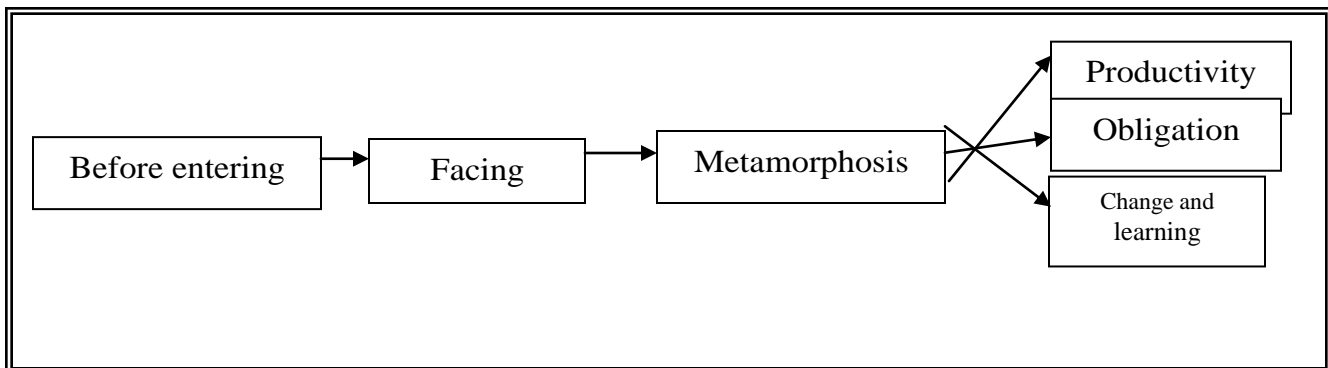 Before entering
Facing
Metamorphosis
Productivity
Obligation
Change and
learning